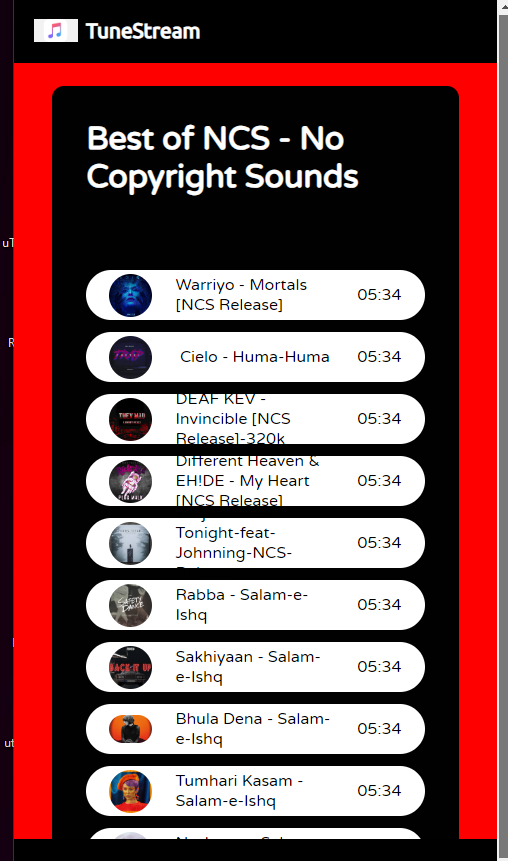 TuneStream
Best of NCS - No
Copyright Sounds
Warriyo - Mortals
[NCS Release]
05:34
Cielo - Huma-Huma
05:34
DEAF KEV -
Invincible [NCS
Release]-320k
05:34
Different Heaven &
EH!DE - My Heart
[NCS Release]
05:34
Tonight-feat-
Johnning-NCS-
05:34
Rabba - Salam-e-
Ishq
05:34
Sakhiyaan - Salam-
e-Ishq
05:34
BACK IT UP
Bhula Dena - Salam-
e-Ishq
05:34
Tumhari Kasam -
Salam-e-Ishq
05:34